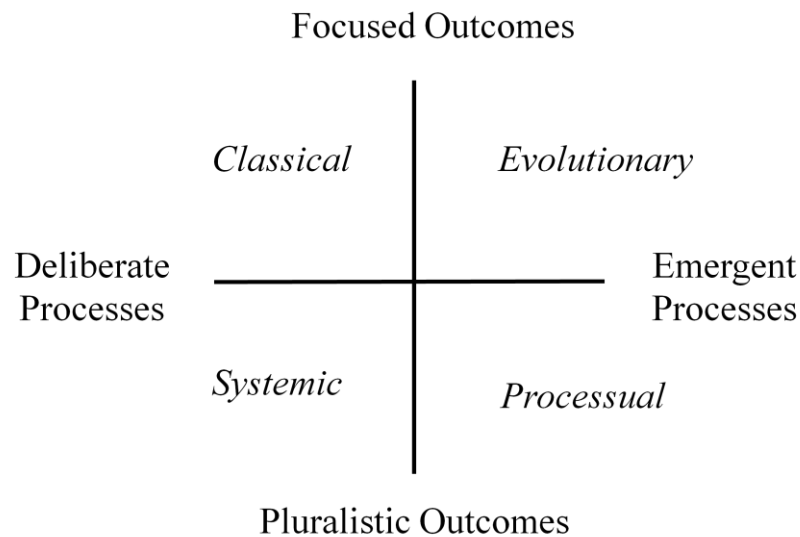 Focused Outcomes
Classical
Evolutionary
Deliberate
Processes
Emergent
Processes
Systemic
Processual
Pluralistic Outcomes